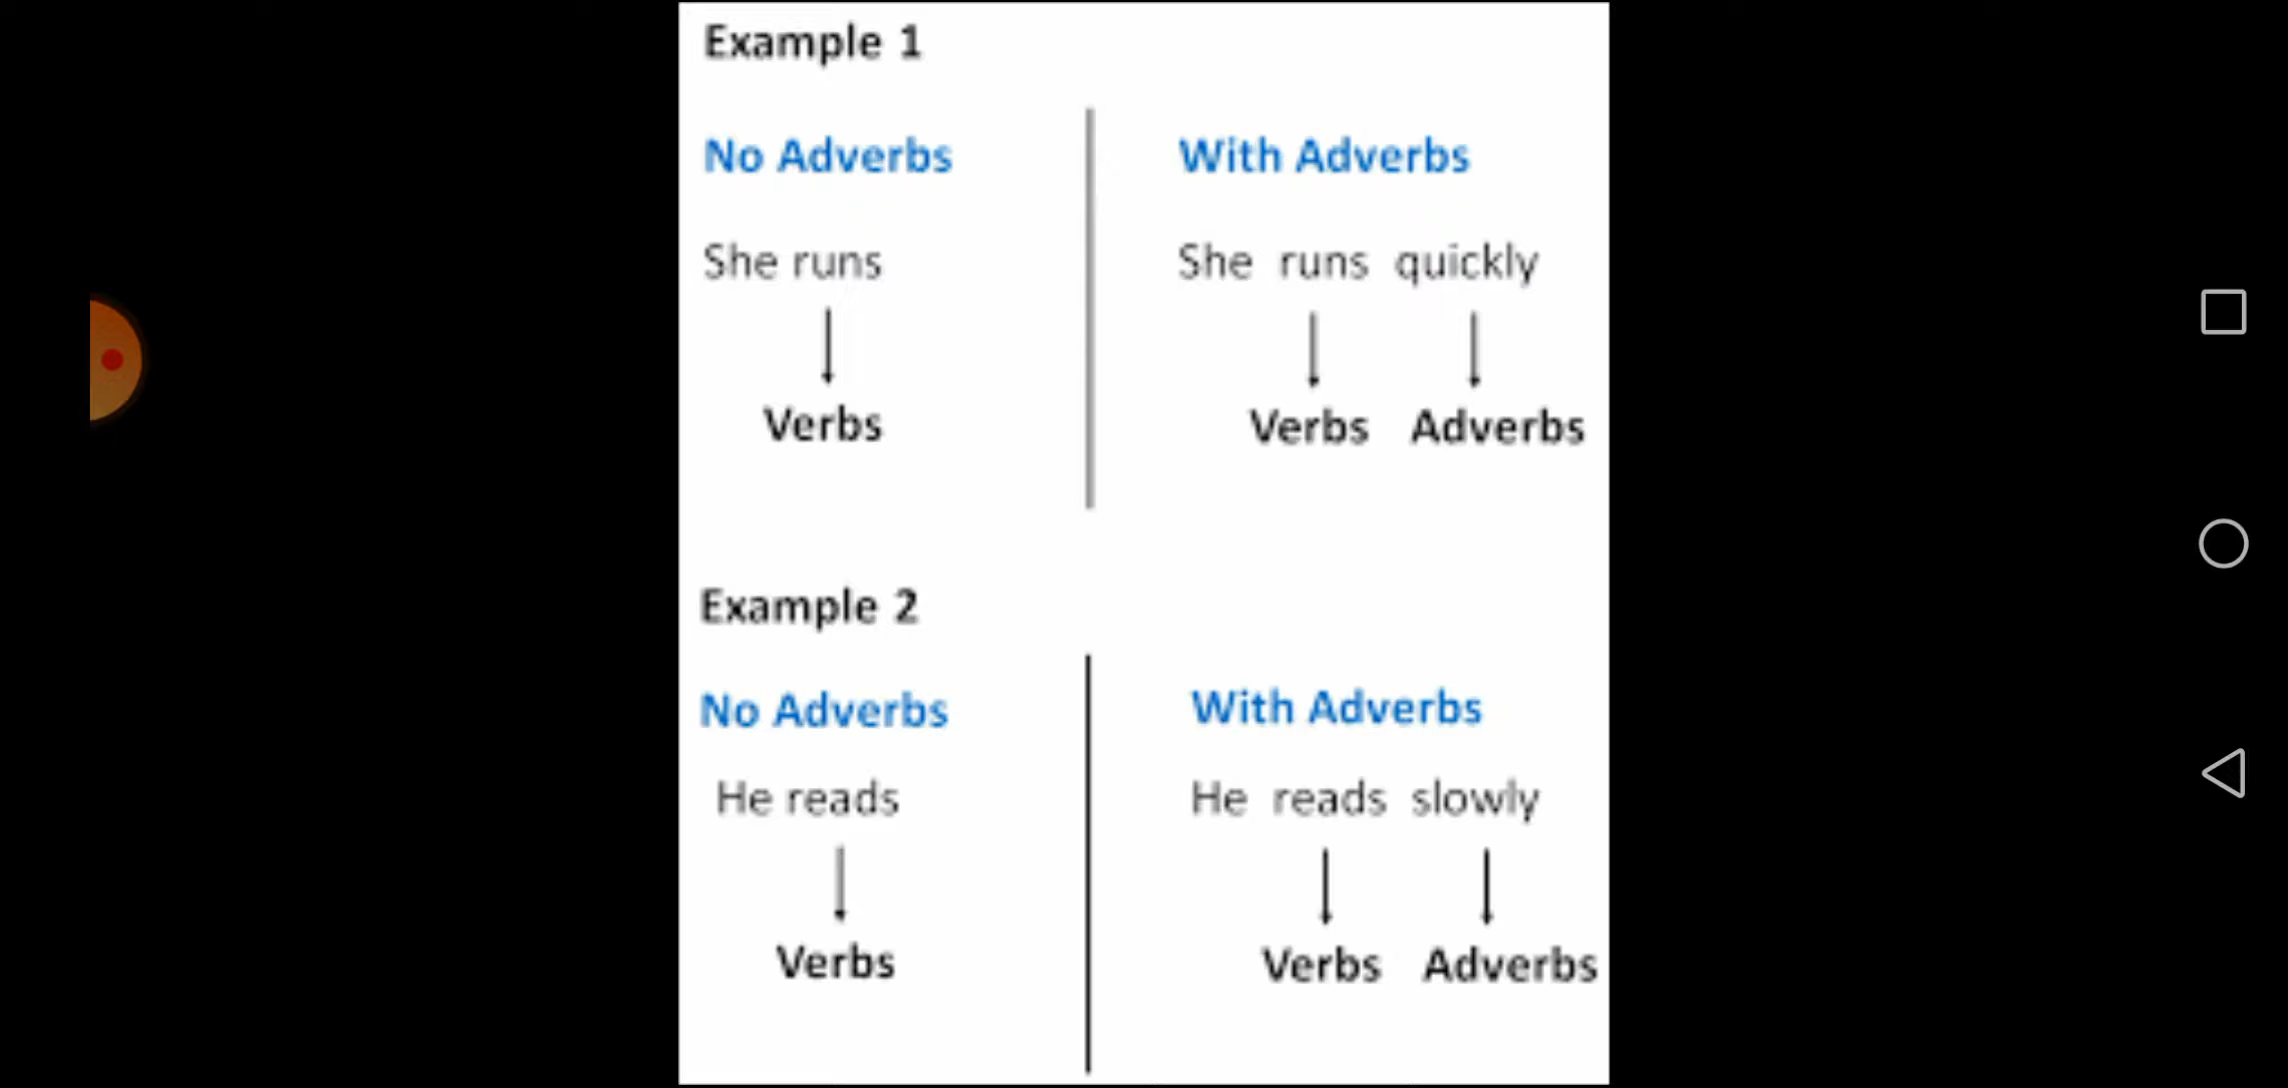 Example 1
No Adverbs
With Adverbs
She runs
She runs quickly
Verbs
Verbs Adverbs
Example 2
No Adverbs
With Adverbs
He reads
He reads slowly
Verbs
Verbs Adverbs